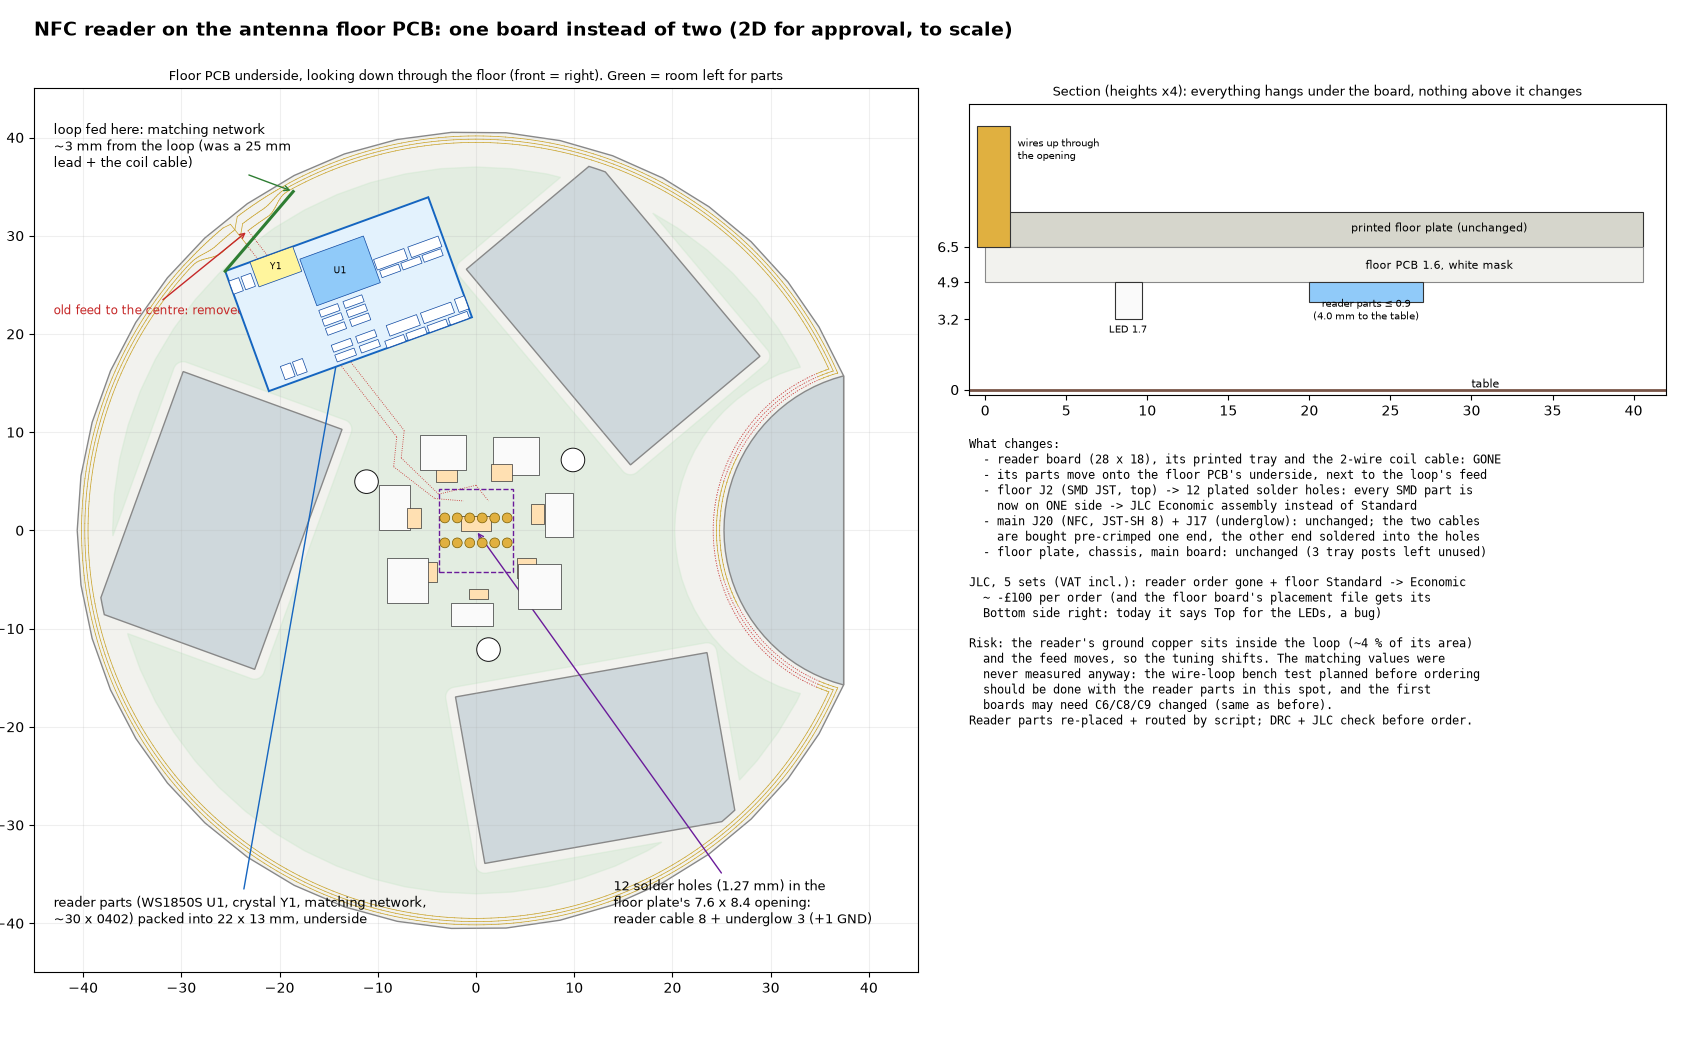 NFC reader on the antenna floor PCB: one board instead of two (2D for approval, to scale)
Floor PCB underside, looking down through the floor (front = right). Green = room left for parts
loop fed here: matching network
~3 mm from the loop (was a 25 mm
lead + the coil cable)
old feed to the centre: removed
Y1
U1
reader parts (WS1850S U1, crystal Y1, matching network,
~30 x 0402) packed into 22 x 13 mm, underside
12 solder holes (1.27 mm) in the
floor plate's 7.6 x 8.4 opening:
reader cable 8 + underglow 3 (+1 GND)
40
30
20
10
0
−10
−20
−30
−40
−40
−30
−20
−10
0
10
20
30
40
Section (heights x4): everything hangs under the board, nothing above it changes
wires up through
the opening
printed floor plate (unchanged)
floor PCB 1.6, white mask
reader parts ≤ 0.9
(4.0 mm to the table)
LED 1.7
table
6.5
4.9
3.2
0
0
5
10
15
20
25
30
35
40
What changes:
- reader board (28 x 18), its printed tray and the 2-wire coil cable: GONE
- its parts move onto the floor PCB's underside, next to the loop's feed
- floor J2 (SMD JST, top) -> 12 plated solder holes: every SMD part is
now on ONE side -> JLC Economic assembly instead of Standard
- main J20 (NFC, JST-SH 8) + J17 (underglow): unchanged; the two cables
are bought pre-crimped one end, the other end soldered into the holes
- floor plate, chassis, main board: unchanged (3 tray posts left unused)
JLC, 5 sets (VAT incl.): reader order gone + floor Standard -> Economic
~ -£100 per order (and the floor board's placement file gets its
Bottom side right: today it says Top for the LEDs, a bug)
Risk: the reader's ground copper sits inside the loop (~4 % of its area)
and the feed moves, so the tuning shifts. The matching values were
never measured anyway: the wire-loop bench test planned before ordering
should be done with the reader parts in this spot, and the first
boards may need C6/C8/C9 changed (same as before).
Reader parts re-placed + routed by script; DRC + JLC check before order.